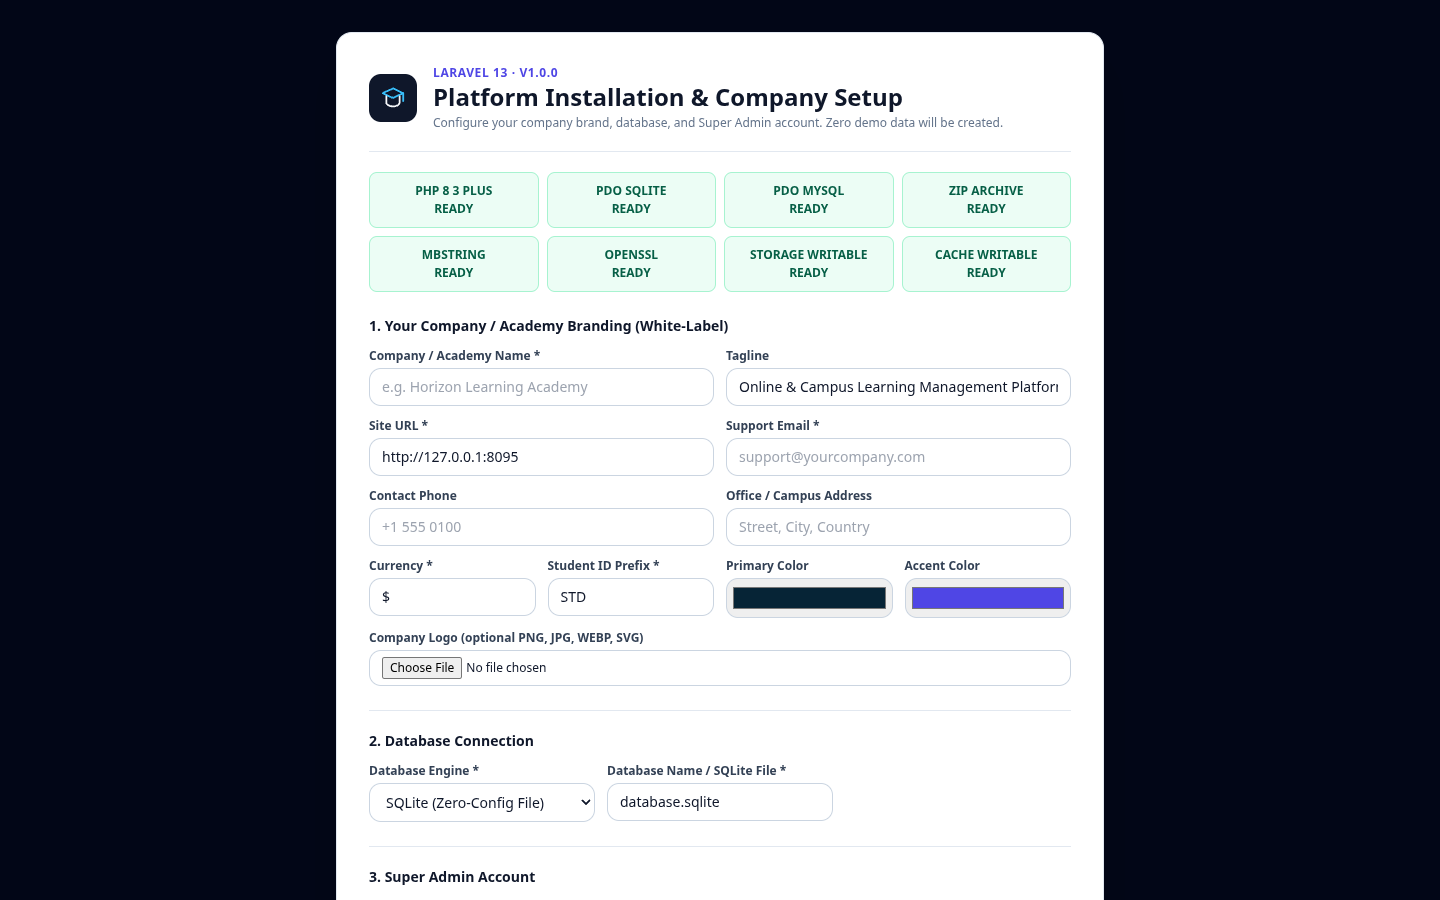 LARAVEL 13 · V1.0.0
Platform Installation & Company Setup
Configure your company brand, database, and Super Admin account. Zero demo data will be created.
PHP 8 3 PLUS
READY
PDO SQLITE
READY
PDO MYSQL
READY
ZIP ARCHIVE
READY
MBSTRING
READY
OPENSSL
READY
STORAGE WRITABLE
READY
CACHE WRITABLE
READY
1. Your Company / Academy Branding (White-Label)
Company / Academy Name *
e.g. Horizon Learning Academy
Tagline
Online & Campus Learning Management Platfor
Site URL *
http://127.0.0.1:8095
Support Email *
support@yourcompany.com
Contact Phone
+1 555 0100
Office / Campus Address
Street, City, Country
Currency *
$
Student ID Prefix *
STD
Primary Color
Accent Color
Company Logo (optional PNG, JPG, WEBP, SVG)
Choose File No file chosen
2. Database Connection
Database Engine *
SQLite (Zero-Config File)
Database Name / SQLite File *
database.sqlite
3. Super Admin Account